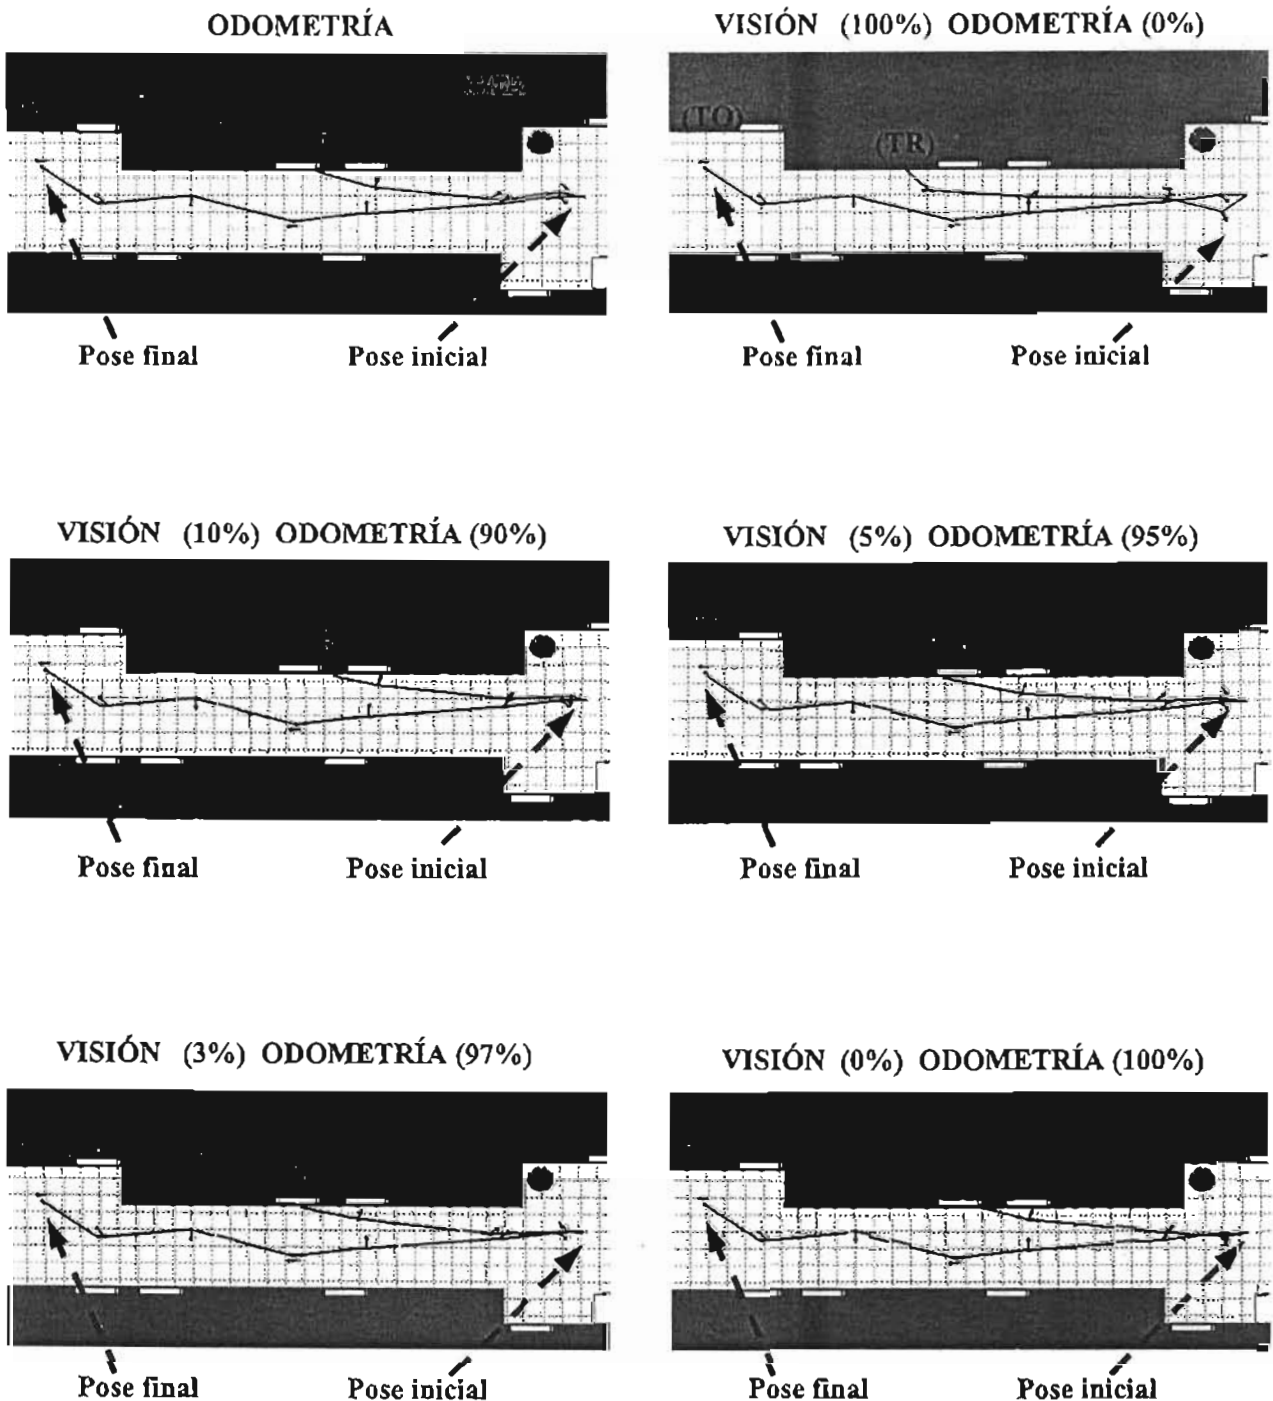 ODOMETRÍA
VISIÓN (100%) ODOMETRÍA (0%)
(TO)
(TR)
Pose final
Pose inicial
Pose final
Pose inicial
VISIÓN (10%) ODOMETRÍA (90%)
VISIÓN (5%) ODOMETRÍA (95%)
Pose final
Pose inicial
Pose final
Pose inicial
VISIÓN (3%) ODOMETRÍA (97%)
VISIÓN (0%) ODOMETRÍA (100%)
Pose final
Pose inicial
Pose final
Pose inicial